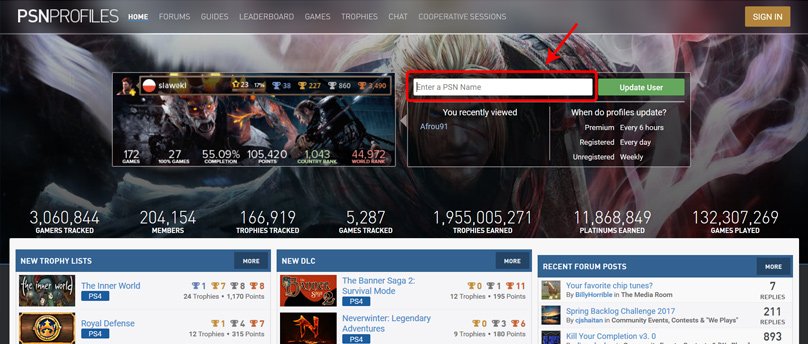 PSNPROFILES HOME FORUMS GUIDES LEADERBOARD GAMES TROPHIES CHAT COOPERATIVE SESSIONS SIGN IN
slawekl 23 17% 38 227 860 3,490
172 27 55.09% 105,420 1,043 44,972
GAMES 100% GAMES COMPLETION POINTS COUNTRY RANK WORLD RANK
Enter a PSN Name Update User
You recently viewed
Afrou91
When do profiles update?
Premium Every 6 hours
Registered Every day
Unregistered Weekly
3,060,844 204,154 166,919 5,287 1,955,005,271 11,868,849 132,307,269
GAMERS TRACKED MEMBERS TROPHIES TRACKED GAMES TRACKED TROPHIES EARNED PLATINUMS EARNED GAMES PLAYED
NEW TROPHY LISTS MORE
The Inner World 1 7 8 8
PS4 24 Trophies • 1,170 Points
Royal Defense 1 4 7
PS4 12 Trophies • 315 Points
NEW DLC MORE
The Banner Saga 2: 0 1 11
Survival Mode 12 Trophies • 195 Points
PS4
Neverwinter: Legendary 0 3 6
Adventures 9 Trophies • 180 Points
PS4
RECENT FORUM POSTS MORE
Your favorite chip tunes? 7
By BillyHorrible in The Media Room REPLIES
Spring Backlog Challenge 2017 211
By cjshaitan in Community Events, Contests & "We Plays" REPLIES
Kill Your Completion v3. 0 893